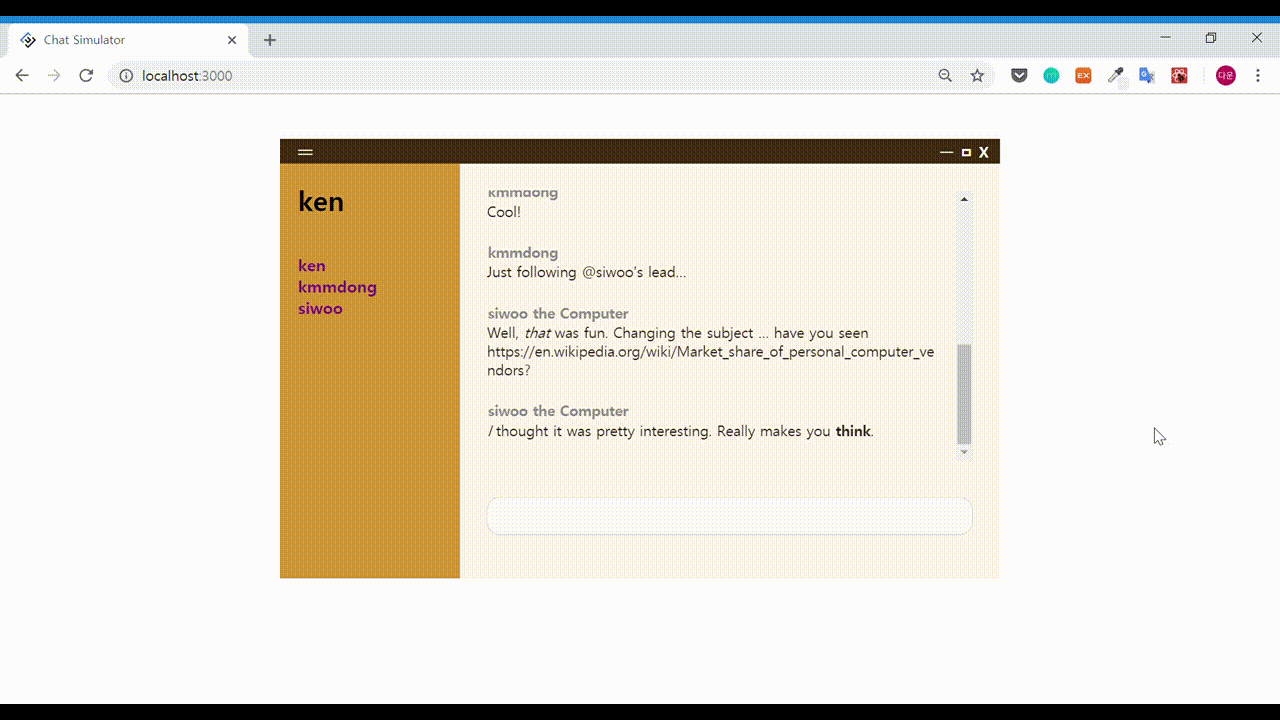 Chat Simulator
localhost:3000
EX
G
다운
X
ken
ken
kmmdong
siwoo
kmmdong
Cool!
kmmdong
Just following @siwoo's lead...
siwoo the Computer
Well, that was fun. Changing the subject ... have you seen
https://en.wikipedia.org/wiki/Market_share_of_personal_computer_ve
ndors?
siwoo the Computer
I thought it was pretty interesting. Really makes you think.